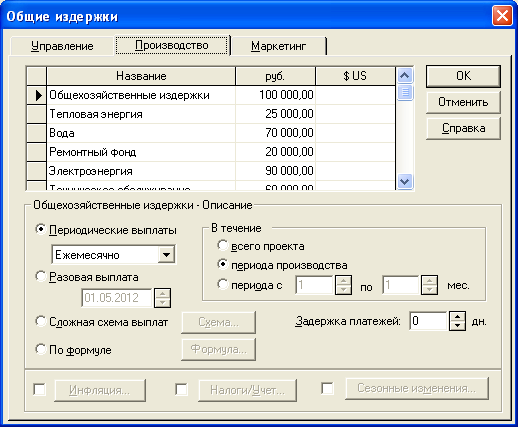 Общие издержки
Управление Производство Маркетинг
Название руб. $ US
Общехозяйственные издержки 100 000,00
Тепловая энергия 25 000,00
Вода 70 000,00
Ремонтный фонд 20 000,00
Электроэнергия 90 000,00
Техническое обслуживание 60 000,00
OK
Отменить
Справка
Общехозяйственные издержки - Описание
Периодические выплаты
Ежемесячно
Разовая выплата
01.05.2012
Сложная схема выплат Схема...
По формуле Формула...
В течение
всего проекта
периода производства
периода с 1 по 1 мес.
Задержка платежей: 0 дн.
Инфляция... Налоги/Учет... Сезонные изменения...